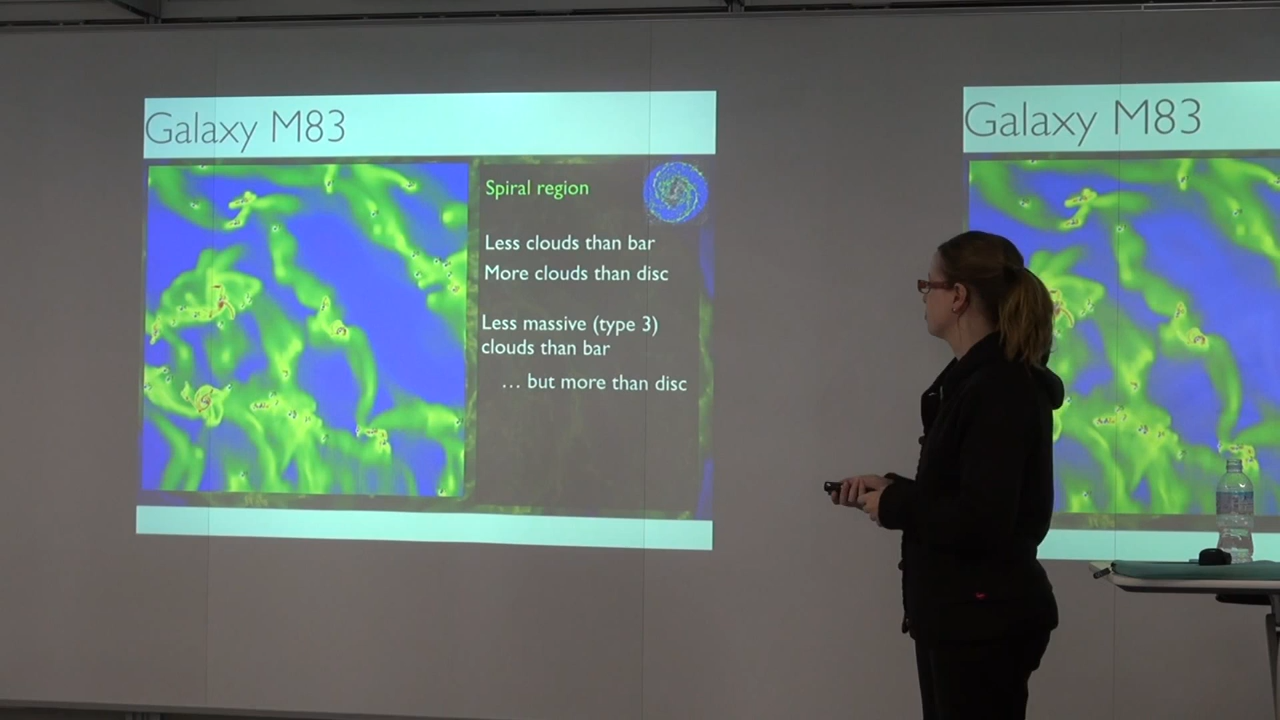 Galaxy M83
Spiral region
Less clouds than bar
More clouds than disc
Less massive (type 3)
clouds than bar
... but more than disc
Galaxy M83